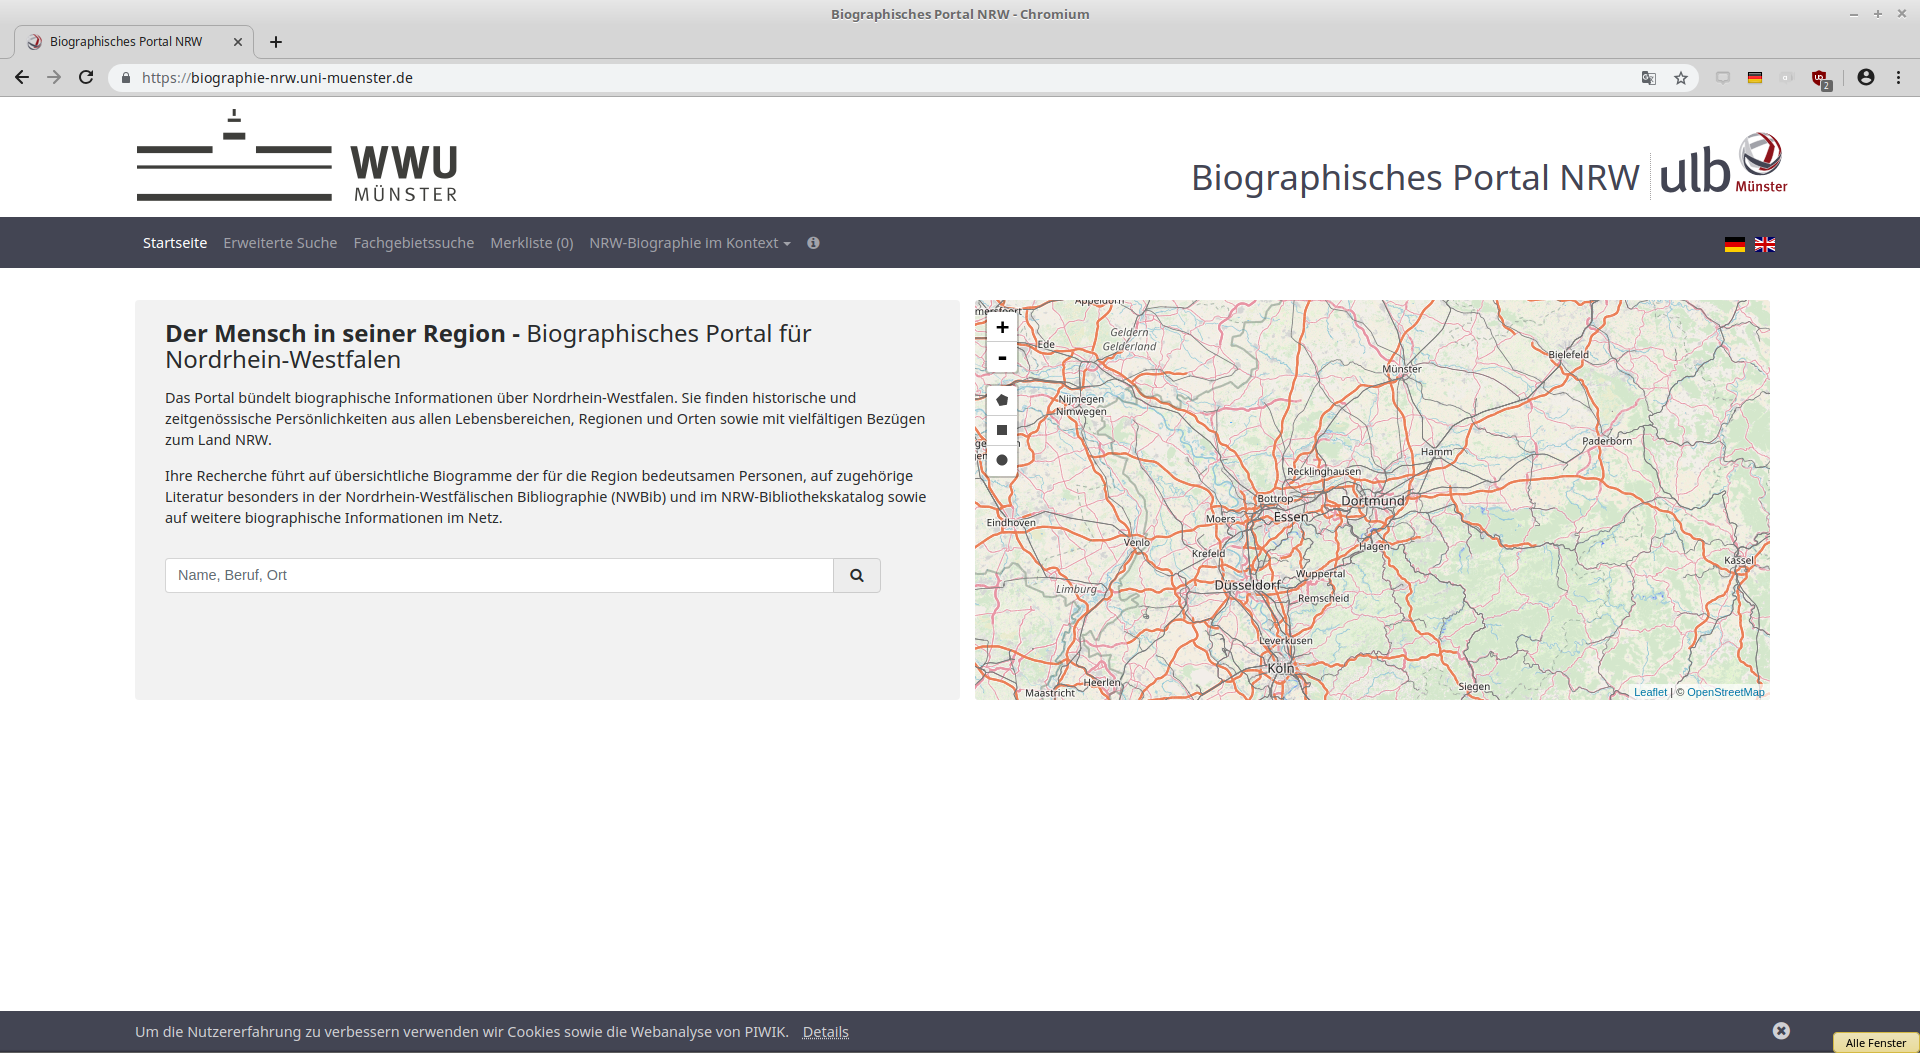 Biographisches Portal NRW - Chromium
Biographisches Portal NRW
https://biographie-nrw.uni-muenster.de
2
WWU
MÜNSTER
Biographisches Portal NRW
ulb
Münster
Startseite Erweiterte Suche Fachgebietssuche Merkliste (0) NRW-Biographie im Kontext
Der Mensch in seiner Region - Biographisches Portal für
Nordrhein-Westfalen
Das Portal bündelt biographische Informationen über Nordrhein-Westfalen. Sie finden historische und
zeitgenössische Persönlichkeiten aus allen Lebensbereichen, Regionen und Orten sowie mit vielfältigen Bezügen
zum Land NRW.
Ihre Recherche führt auf übersichtliche Biogramme der für die Region bedeutsamen Personen, auf zugehörige
Literatur besonders in der Nordrhein-Westfälischen Bibliographie (NWBib) und im NRW-Bibliothekskatalog sowie
auf weitere biographische Informationen im Netz.
Name, Beruf, Ort
+
-
Apeldorn
Geldern
Gelderland
Ede
Bielefeld
Münster
Nijmegen
Nimwegen
Paderborn
Hamm
Recklinghausen
Bottrop
Dortmund
Moers
Essen
Eindhoven
Venlo
Hagen
Krefeld
Kassel
Wuppertal
Düsseldorf
Limburg
Remscheid
Leverkusen
Köln
Heerlen
Siegen
Maastricht
Leaflet | © OpenStreetMap
Um die Nutzererfahrung zu verbessern verwenden wir Cookies sowie die Webanalyse von PIWIK. Details
Alle Fenster